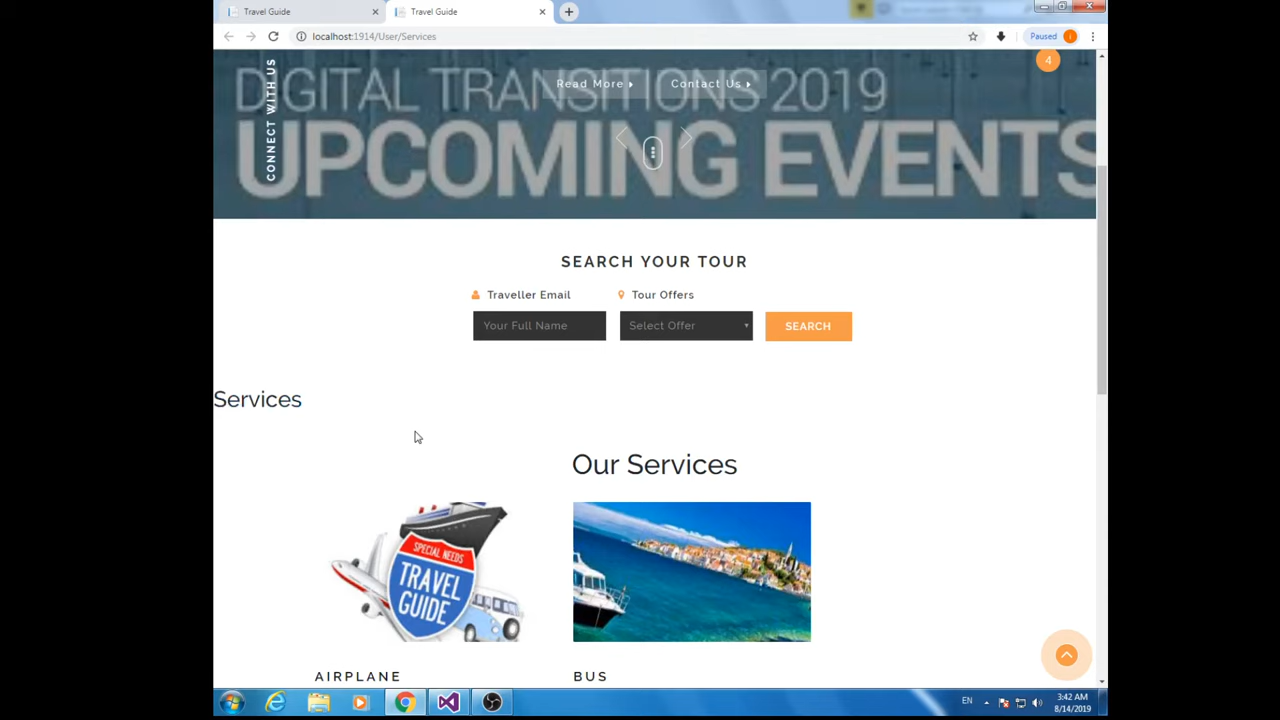 Travel Guide
Travel Guide
localhost:1914/User/Services
Paused
i
4
CONNECT WITH US
DIGITAL TRANSITIONS 2019
Read More
Contact Us
UPCOMING EVENTS
SEARCH YOUR TOUR
Traveller Email
Tour Offers
Your Full Name
Select Offer
SEARCH
Services
Our Services
SPECIAL NEEDS
TRAVEL
GUIDE
AIRPLANE
BUS
EN
3:42 AM
8/14/2019